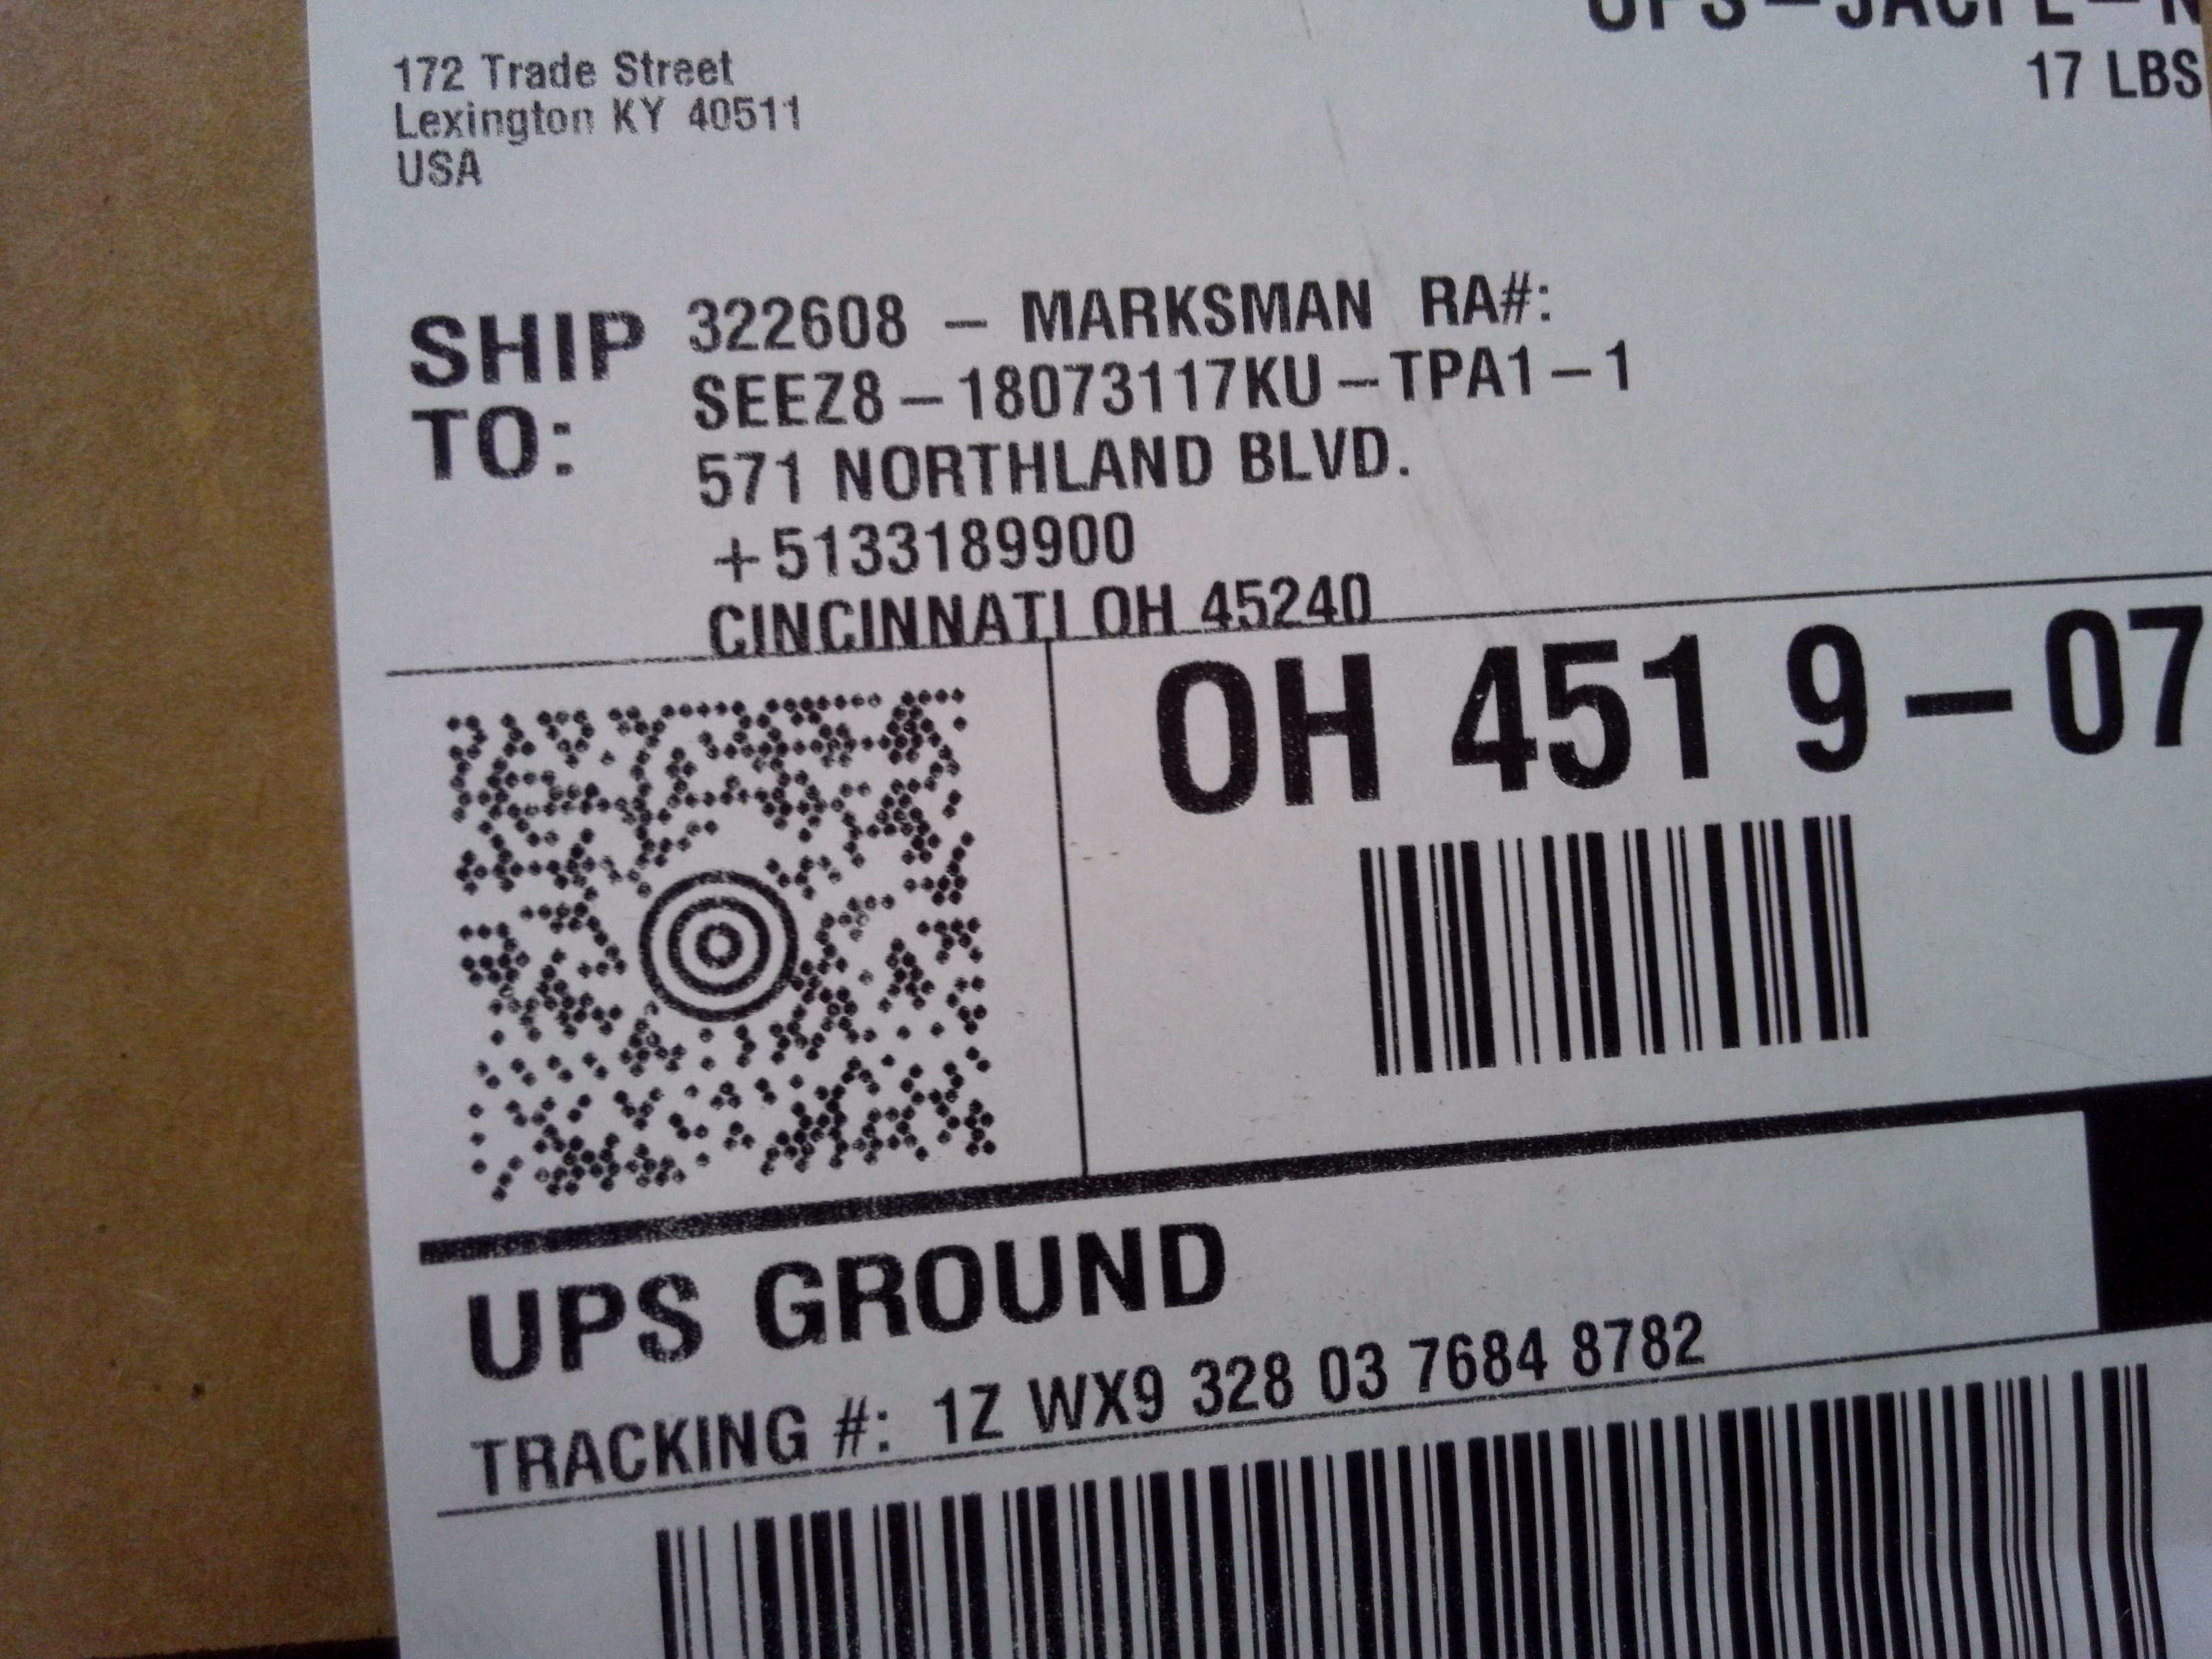 17 LBS
172 Trade Street
Lexington KY 40511
USA
SHIP TO:
322608 – MARKSMAN RA#:
SEEZ8–18073117KU–TPA1–1
571 NORTHLAND BLVD.
+5133189900
CINCINNATI OH 45240
OH 451 9–07
UPS GROUND
TRACKING #: 1Z WX9 328 03 7684 8782